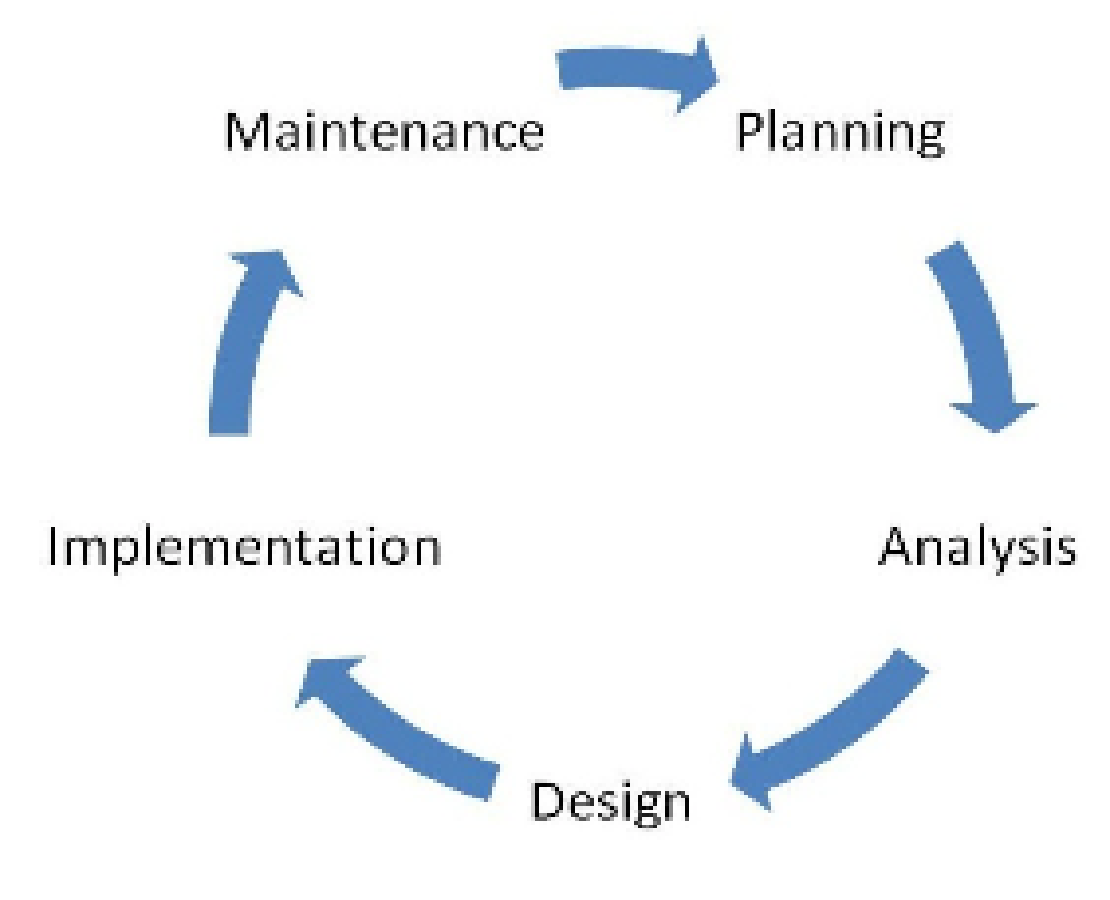 Maintenance
Planning
Implementation
Analysis
Design